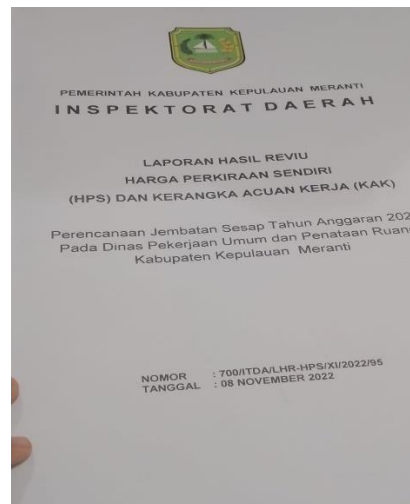 PEMERINTAH KABUPATEN KEPULAUAN MERANTI
INSPEKTORAT DAERAH
LAPORAN HASIL REVIU
HARGA PERKIRAAN SENDIRI
(HPS) DAN KERANGKA ACUAN KERJA (KAK)
Perencanaan Jembatan Sesap Tahun Anggaran 202
Pada Dinas Pekerjaan Umum dan Penataan Ruang
Kabupaten Kepulauan Meranti
NOMOR : 700/ITDA/LHR-HPS/XI/2022/95
TANGGAL : 08 NOVEMBER 2022